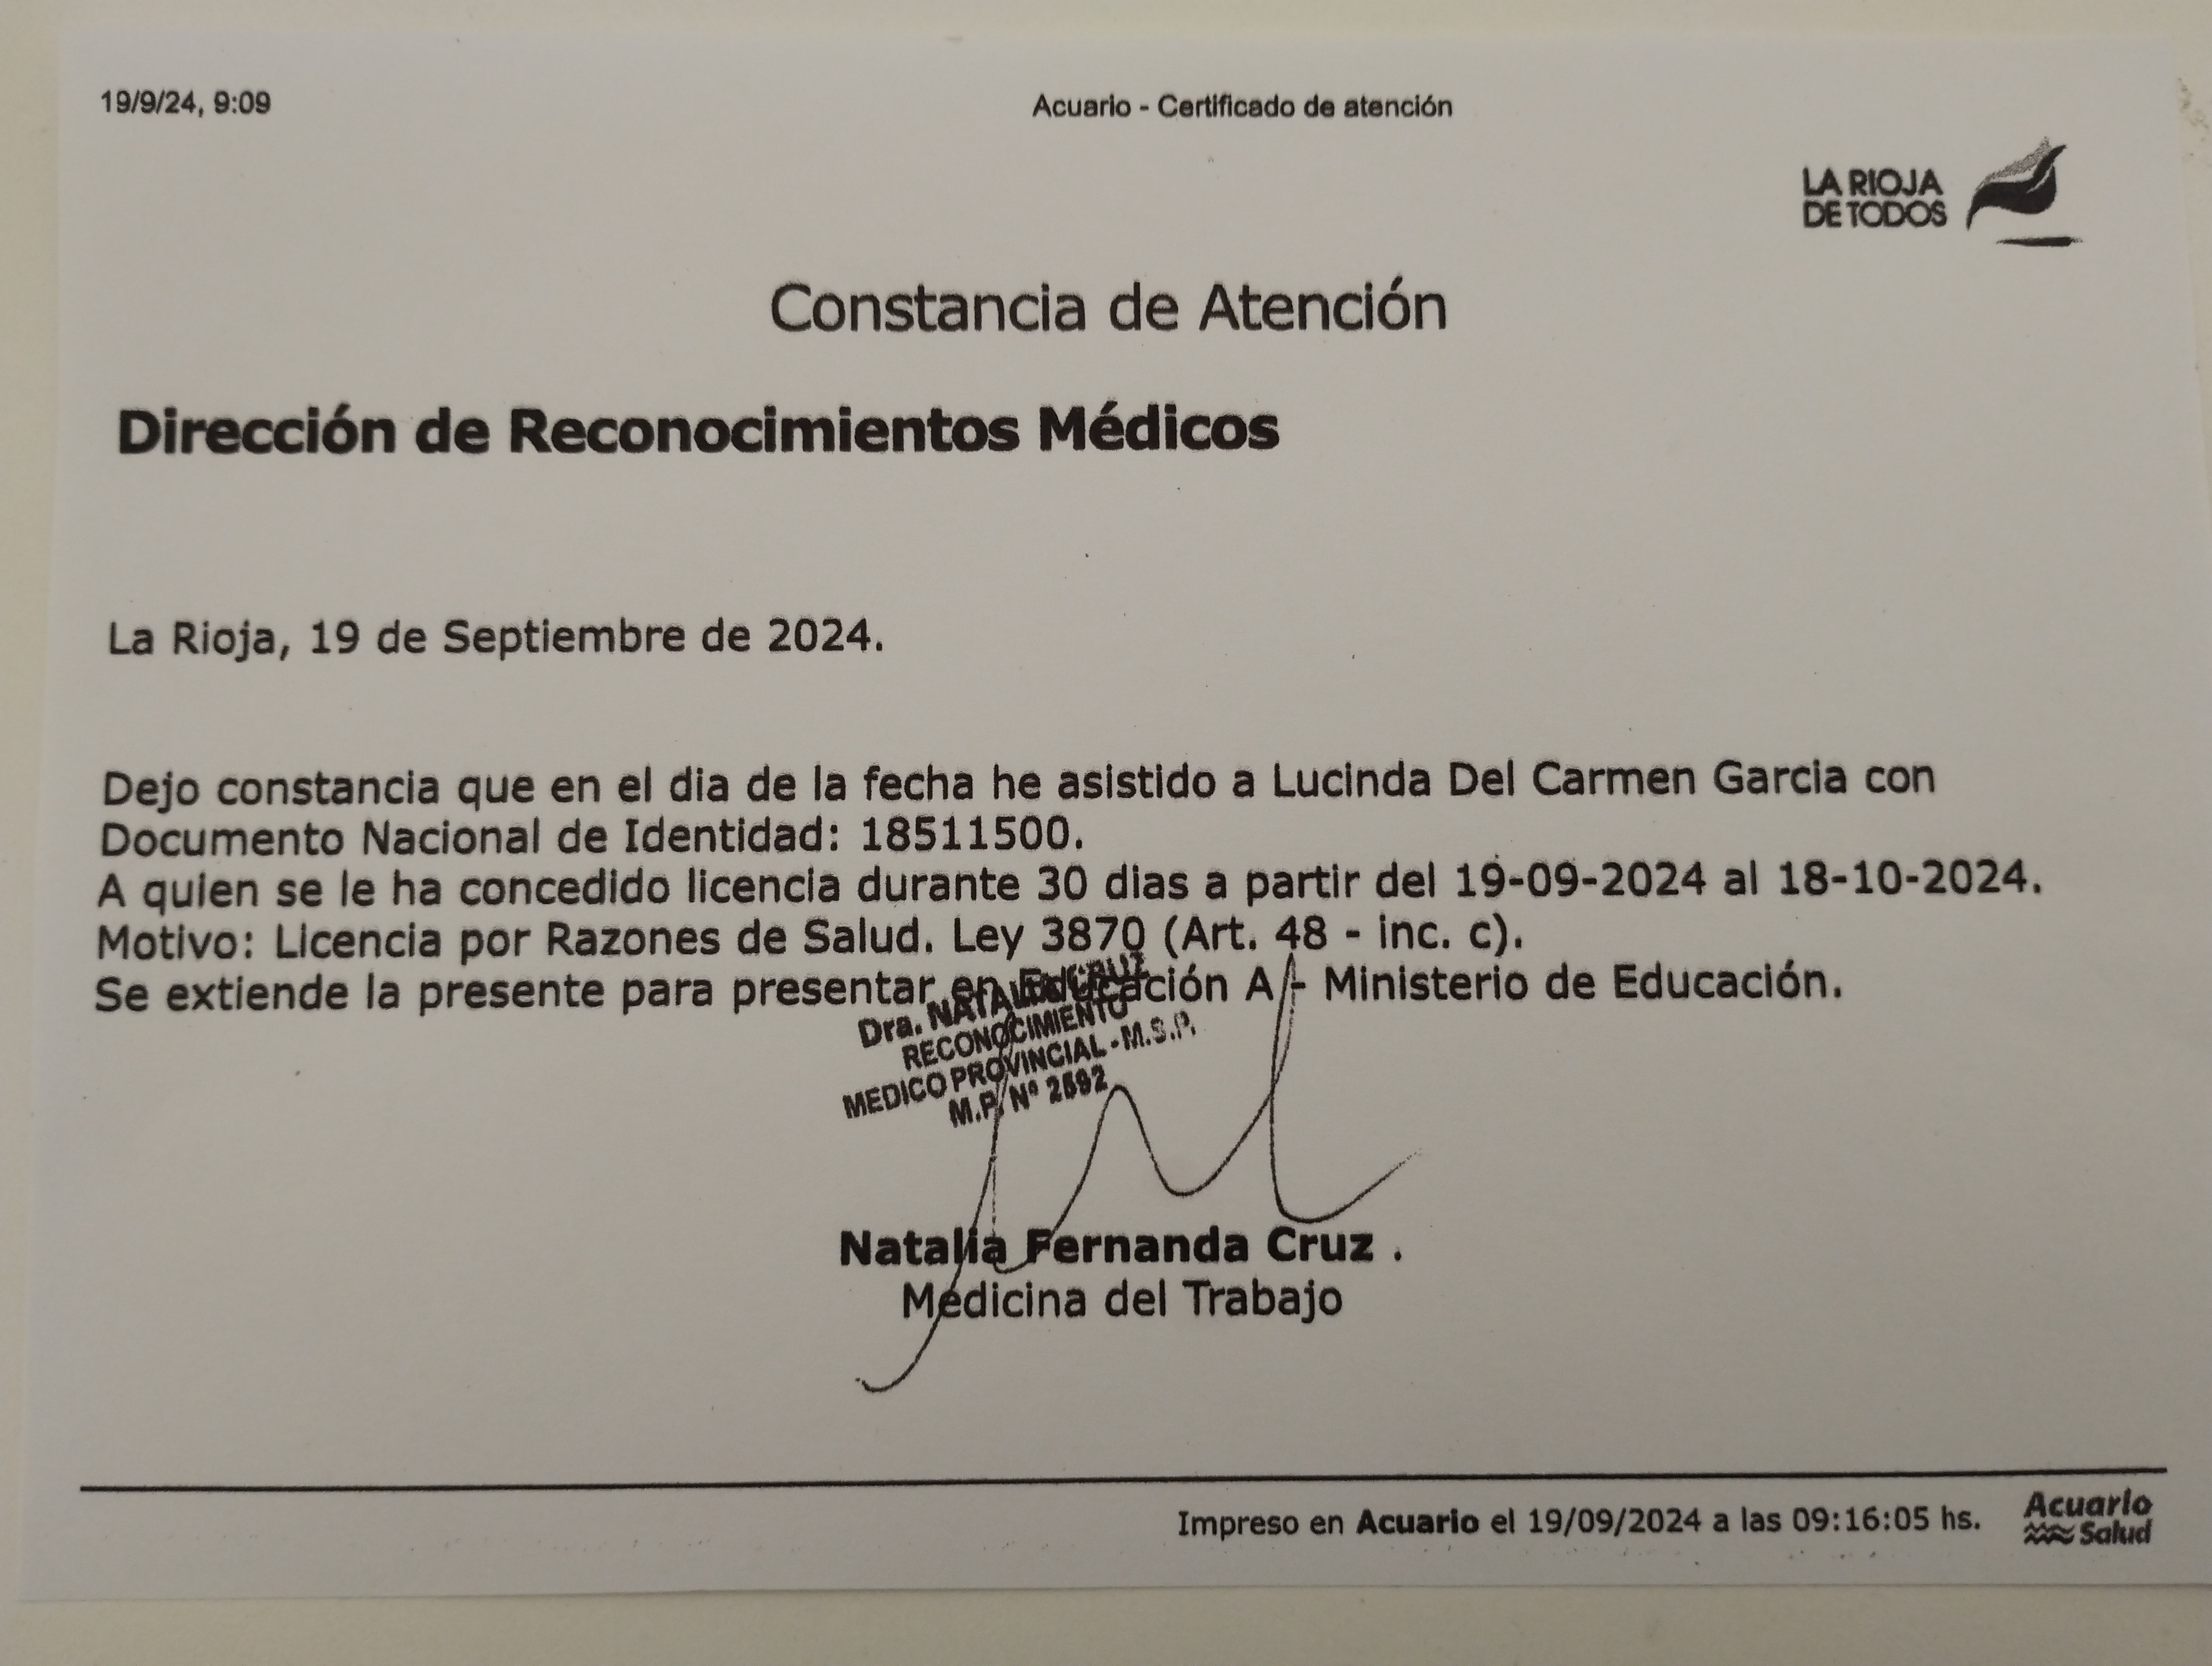 19/9/24, 9:09
Acuario - Certificado de atención
LA RIOJA
DE TODOS
Constancia de Atención
Dirección de Reconocimientos Médicos
La Rioja, 19 de Septiembre de 2024.
Dejo constancia que en el dia de la fecha he asistido a Lucinda Del Carmen Garcia con
Documento Nacional de Identidad: 18511500.
A quien se le ha concedido licencia durante 30 dias a partir del 19-09-2024 al 18-10-2024.
Motivo: Licencia por Razones de Salud. Ley 3870 (Art. 48 - inc. c).
Se extiende la presente para presentar en Educación A - Ministerio de Educación.
Dra. CRUZ
RECONOCIMIENTO
MEDICO PROVINCIAL - M.S.P.
M.P. Nº
Natalia Fernanda Cruz .
Medicina del Trabajo
Impreso en Acuario el 19/09/2024 a las 09:16:05 hs.
Acuario
Salud